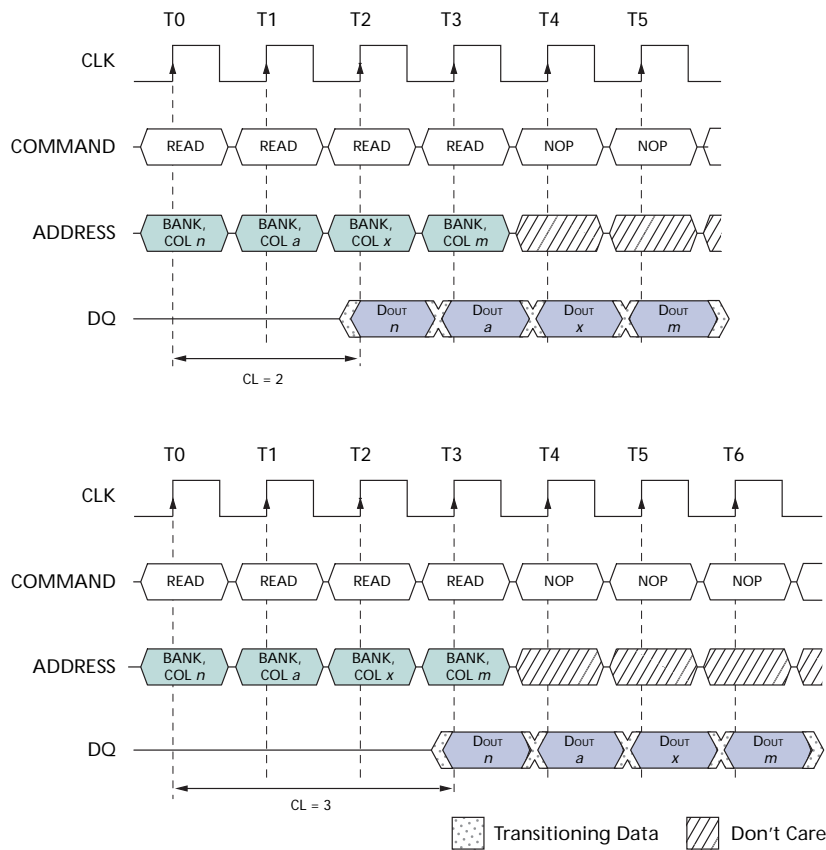 T0 T1 T2 T3 T4 T5
CLK
COMMAND READ READ READ READ NOP NOP
ADDRESS BANK, COL n BANK, COL a BANK, COL x BANK, COL m
DQ DOUT n DOUT a DOUT x DOUT m
CL = 2
T0 T1 T2 T3 T4 T5 T6
CLK
COMMAND READ READ READ READ NOP NOP NOP
ADDRESS BANK, COL n BANK, COL a BANK, COL x BANK, COL m
DQ DOUT n DOUT a DOUT x DOUT m
CL = 3
Transitioning Data Don't Care